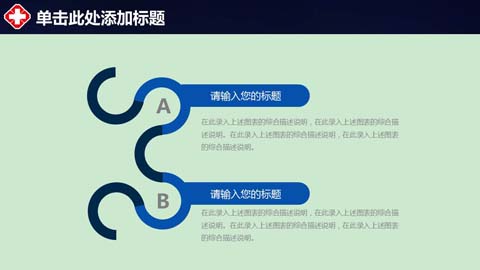 单击此处添加标题
A
请输入您的标题
在此录入上述图表的综合描述说明，在此录入上述图表的综合描
述说明。在此录入上述图表的综合描述说明，在此录入上述图表
的综合描述说明。
B
请输入您的标题
在此录入上述图表的综合描述说明，在此录入上述图表的综合描
述说明。在此录入上述图表的综合描述说明，在此录入上述图表
的综合描述说明。